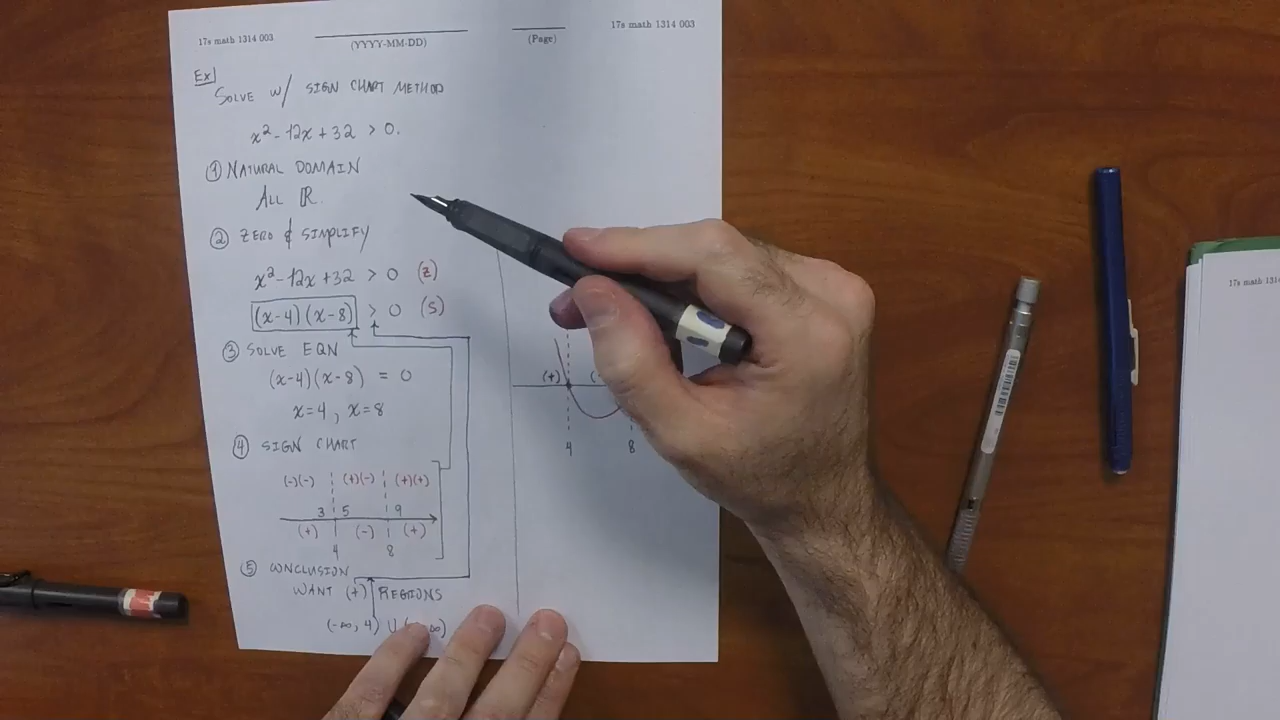 17s math 1314 003
(YYYY-MM-DD)
(Page)
17s math 1314 003
Ex
SOLVE W/ SIGN CHART METHOD
x² - 12x + 32 > 0.
① NATURAL DOMAIN
ALL ℝ.
② ZERO & SIMPLIFY
x² - 12x + 32 > 0 (Z)
(x-4)(x-8) > 0 (S)
③ SOLVE EQN
(x-4)(x-8) = 0
x=4, x=8
④ SIGN CHART
(-)(-) (+)(-) (+)(+)
3 5 9
(+) (-) (+)
4 8
⑤ CONCLUSION
WANT (+) REGIONS
(-∞, 4) ∪ ∞)
(+)
4 8
17s math 1314 0